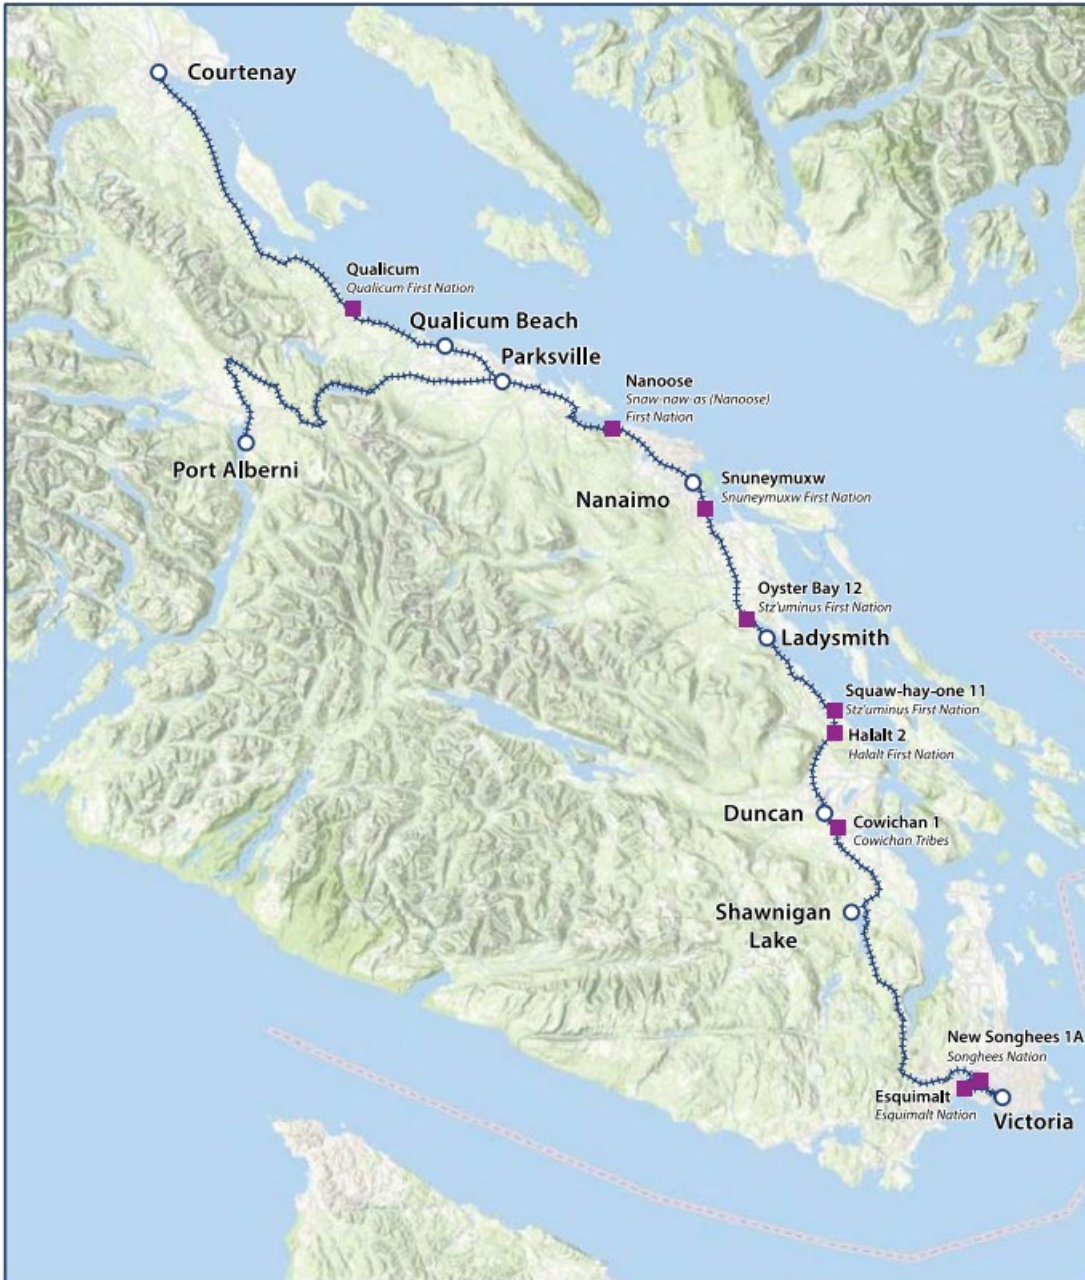 Courtenay
Qualicum
Qualicum First Nation
Qualicum Beach
Parksville
Nanoose
Snaw-naw-as (Nanoose)
First Nation
Port Alberni
Snuneymuxw
Snuneymuxw First Nation
Nanaimo
Oyster Bay 12
Stz'uminus First Nation
Ladysmith
Squaw-hay-one 11
Stz'uminus First Nation
Halalt 2
Halalt First Nation
Duncan
Cowichan 1
Cowichan Tribes
Shawnigan
Lake
New Songhees 1A
Songhees Nation
Esquimalt
Esquimalt Nation
Victoria